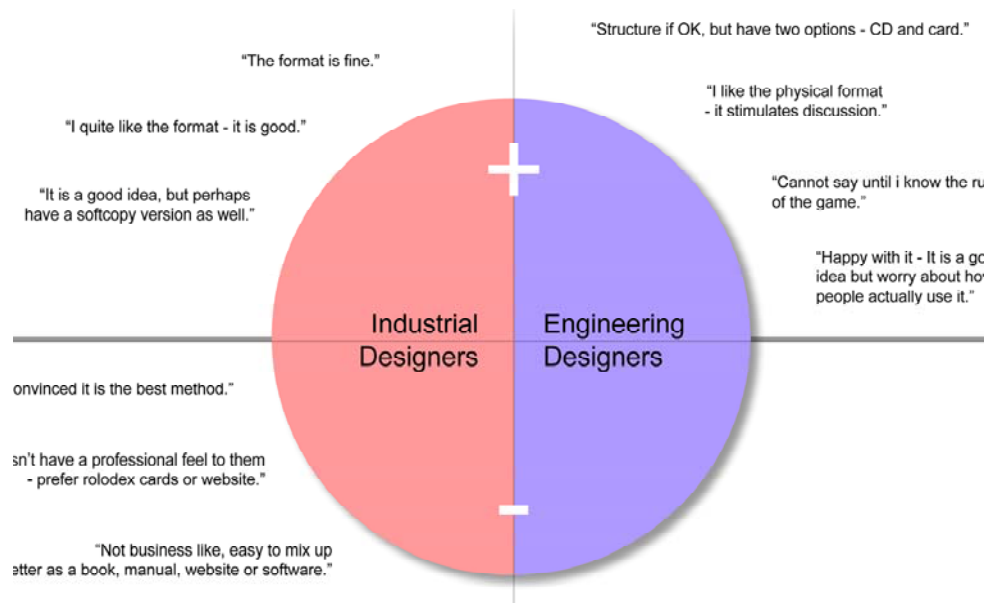 “Structure if OK, but have two options - CD and card.”
“The format is fine.”
“I like the physical format
- it stimulates discussion.”
“I quite like the format - it is good.”
“Cannot say until i know the
of the game.”
“It is a good idea, but perhaps
have a softcopy version as well.”
“Happy with it - It is a
idea but worry about
people actually use it.”
Industrial
Designers
Engineering
Designers
it is the best method.”
have a professional feel to them
- prefer rolodex cards or website.”
“Not business like, easy to mix up
as a book, manual, website or software.”